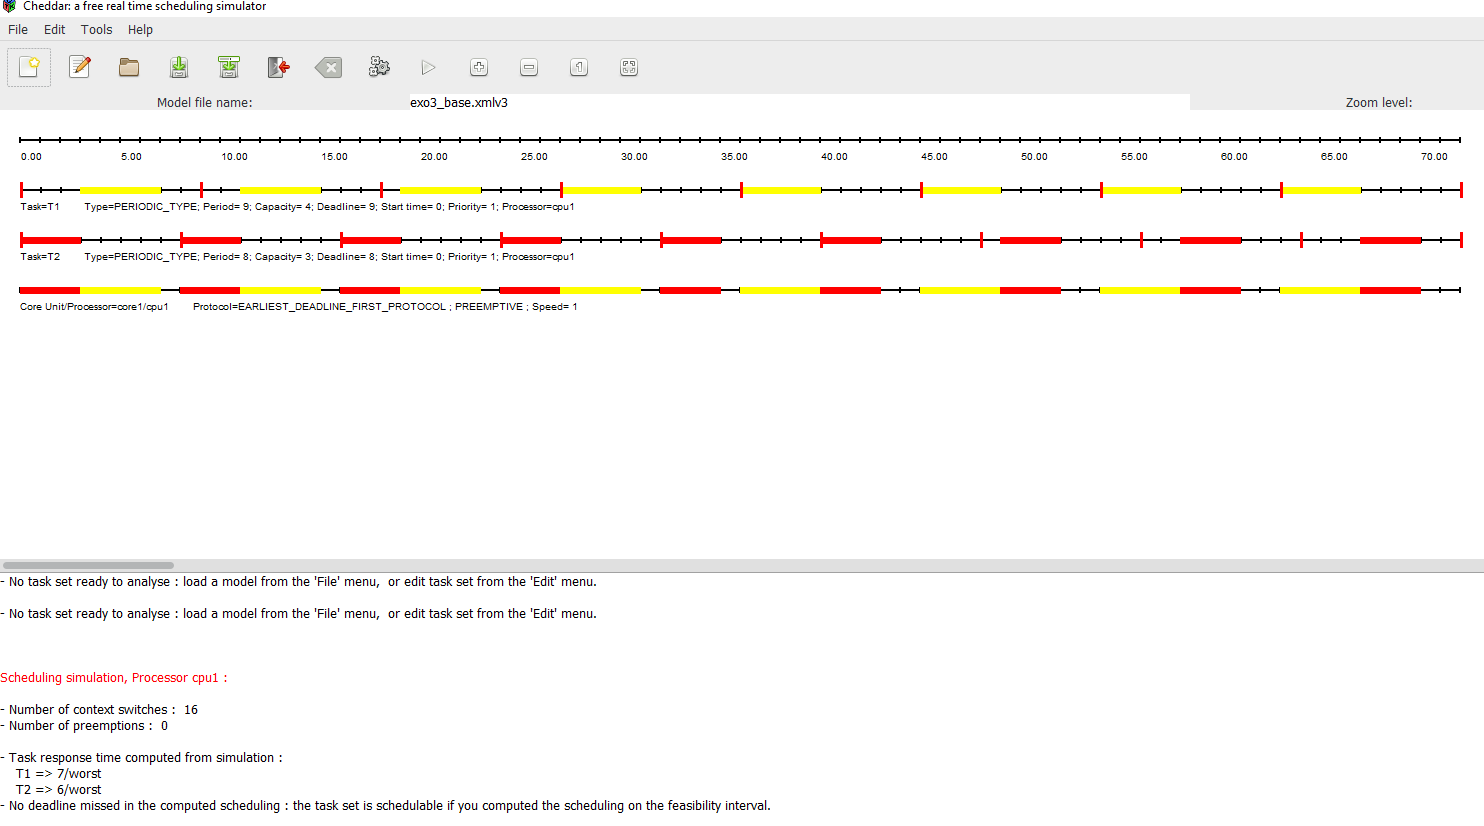 Cheddar: a free real time scheduling simulator
File Edit Tools Help
Model file name: exo3_base.xmlv3 Zoom level:
0.00 5.00 10.00 15.00 20.00 25.00 30.00 35.00 40.00 45.00 50.00 55.00 60.00 65.00 70.00
Task=T1 Type=PERIODIC_TYPE; Period= 9; Capacity= 4; Deadline= 9; Start time= 0; Priority= 1; Processor=cpu1
Task=T2 Type=PERIODIC_TYPE; Period= 8; Capacity= 3; Deadline= 8; Start time= 0; Priority= 1; Processor=cpu1
Core Unit/Processor=core1/cpu1 Protocol=EARLIEST_DEADLINE_FIRST_PROTOCOL ; PREEMPTIVE ; Speed= 1
- No task set ready to analyse : load a model from the 'File' menu, or edit task set from the 'Edit' menu.
- No task set ready to analyse : load a model from the 'File' menu, or edit task set from the 'Edit' menu.
Scheduling simulation, Processor cpu1 :
- Number of context switches : 16
- Number of preemptions : 0
- Task response time computed from simulation :
T1 => 7/worst
T2 => 6/worst
- No deadline missed in the computed scheduling : the task set is schedulable if you computed the scheduling on the feasibility interval.